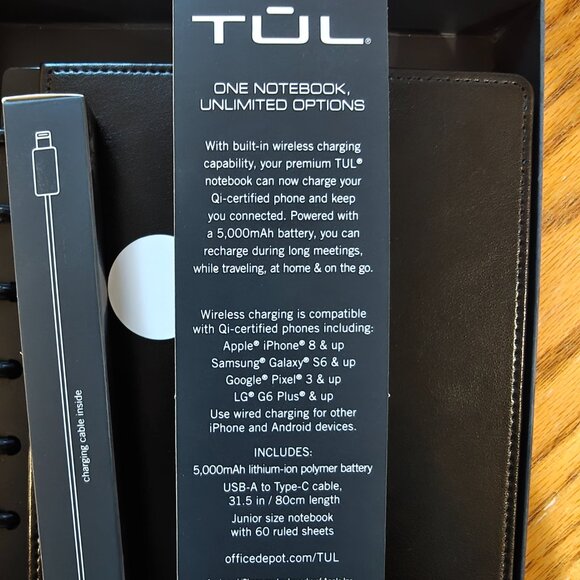 TŪL®
ONE NOTEBOOK,
UNLIMITED OPTIONS
With built-in wireless charging
capability, your premium TUL®
notebook can now charge your
Qi-certified phone and keep
you connected. Powered with
a 5,000mAh battery, you can
recharge during long meetings,
while traveling, at home & on the go.
Wireless charging is compatible
with Qi-certified phones including:
Apple® iPhone® 8 & up
Samsung® Galaxy® S6 & up
Google® Pixel® 3 & up
LG® G6 Plus® & up
Use wired charging for other
iPhone and Android devices.
INCLUDES:
5,000mAh lithium-ion polymer battery
USB-A to Type-C cable,
31.5 in / 80cm length
Junior size notebook
with 60 ruled sheets
officedepot.com/TUL
charging cable inside